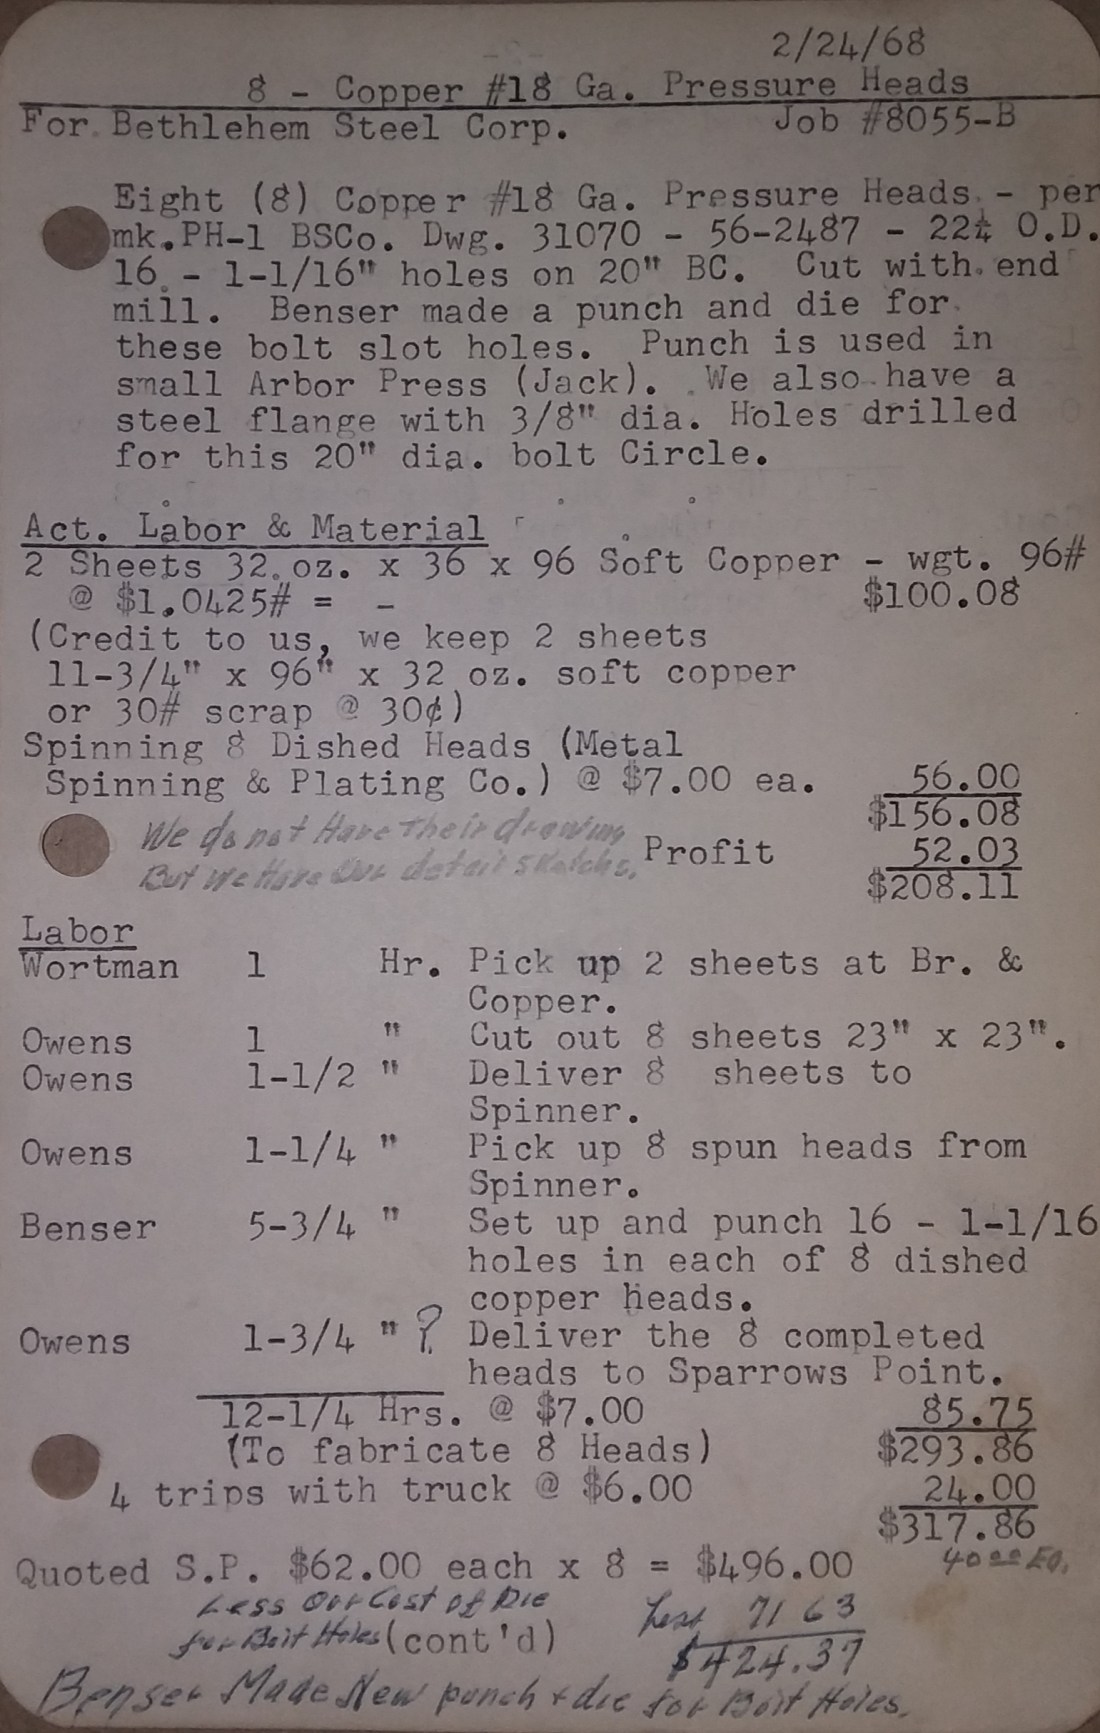 2/24/68
8 - Copper #18 Ga. Pressure Heads
For Bethlehem Steel Corp. Job #8055-B
Eight (8) Copper #18 Ga. Pressure Heads - per
mk.PH-1 BSCo. Dwg. 31070 - 56-2487 - 22¼ O.D.
16 - 1-1/16" holes on 20" BC. Cut with end
mill. Benser made a punch and die for
these bolt slot holes. Punch is used in
small Arbor Press (Jack). We also have a
steel flange with 3/8" dia. Holes drilled
for this 20" dia. bolt Circle.
Act. Labor & Material
2 Sheets 32 oz. x 36 x 96 Soft Copper - wgt. 96#
@ $1.0425# = - $100.08
(Credit to us, we keep 2 sheets
11-3/4" x 96" x 32 oz. soft copper
or 30# scrap @ 30¢)
Spinning 8 Dished Heads (Metal
Spinning & Plating Co.) @ $7.00 ea. 56.00
$156.08
We do not Have their drawing
Profit 52.03
But we Have Our detail sketchs.
$208.11
Labor
Wortman 1 Hr. Pick up 2 sheets at Br. &
Copper.
Owens 1 " Cut out 8 sheets 23" x 23".
Owens 1-1/2 " Deliver 8 sheets to
Spinner.
Owens 1-1/4 " Pick up 8 spun heads from
Spinner.
Benser 5-3/4 " Set up and punch 16 - 1-1/16
holes in each of 8 dished
copper heads.
Owens 1-3/4 " ? Deliver the 8 completed
heads to Sparrows Point.
12-1/4 Hrs. @ $7.00 85.75
(To fabricate 8 Heads) $293.86
4 trips with truck @ $6.00 24.00
$317.86
Quoted S.P. $62.00 each x 8 = $496.00 40.00 Ea.
Less Our Cost of Die Less 71 63
for Bolt Holes (cont'd) $424.37
Benser Made New punch & die for Bolt Holes.